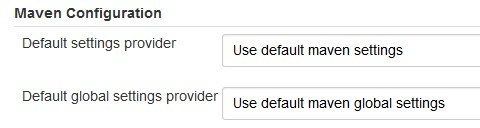 Maven Configuration
Default settings provider
Use default maven settings
Default global settings provider
Use default maven global settings